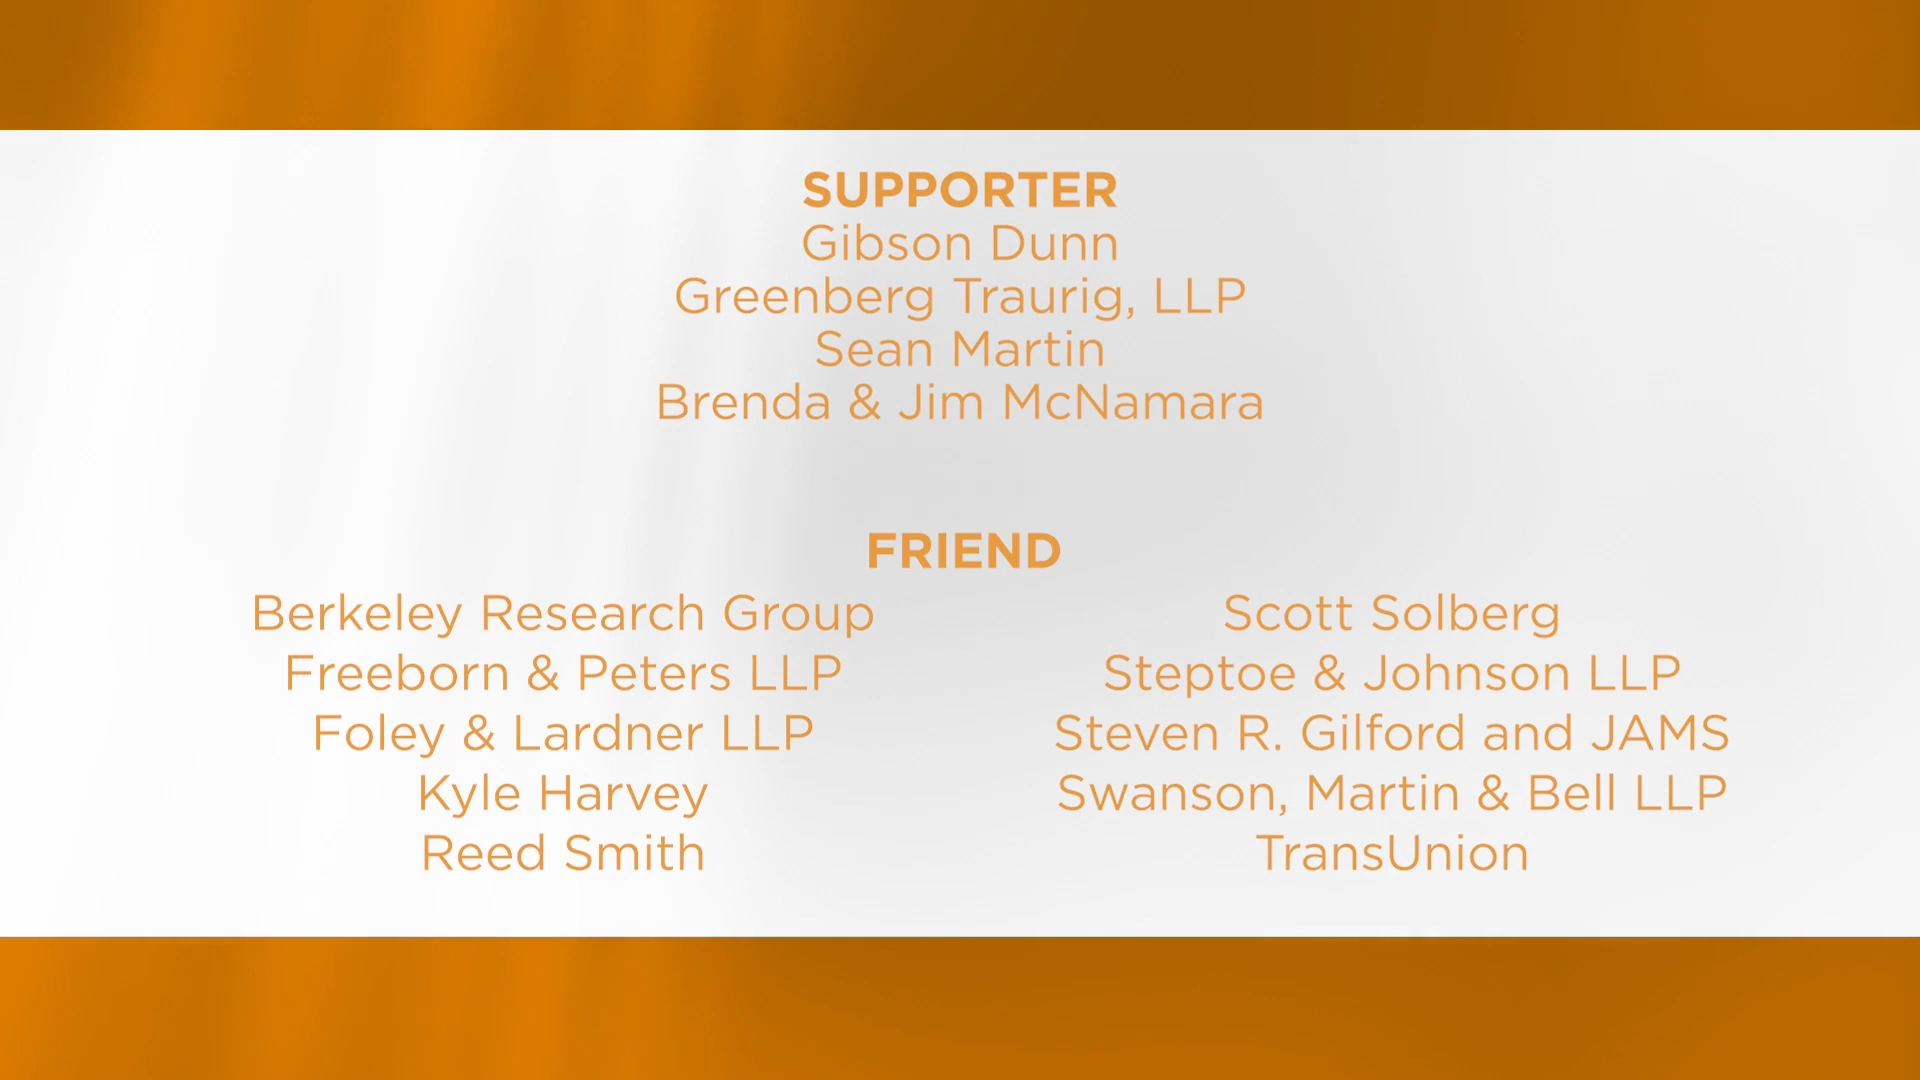 SUPPORTER
Gibson Dunn
Greenberg Traurig, LLP
Sean Martin
Brenda & Jim McNamara
FRIEND
Berkeley Research Group
Freeborn & Peters LLP
Foley & Lardner LLP
Kyle Harvey
Reed Smith
Scott Solberg
Steptoe & Johnson LLP
Steven R. Gilford and JAMS
Swanson, Martin & Bell LLP
TransUnion